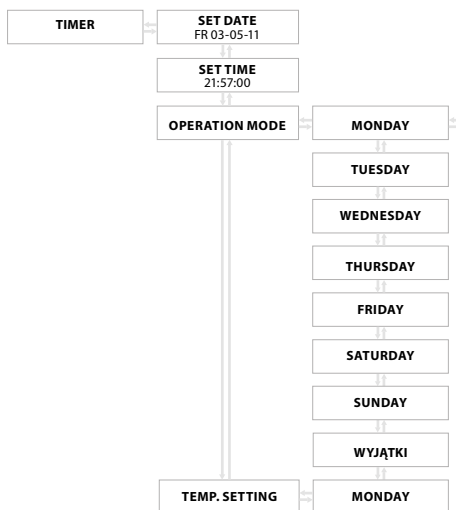 TIMER
SET DATE
FR 03-05-11
SET TIME
21:57:00
OPERATION MODE
MONDAY
TUESDAY
WEDNESDAY
THURSDAY
FRIDAY
SATURDAY
SUNDAY
WYJĄTKI
TEMP. SETTING
MONDAY